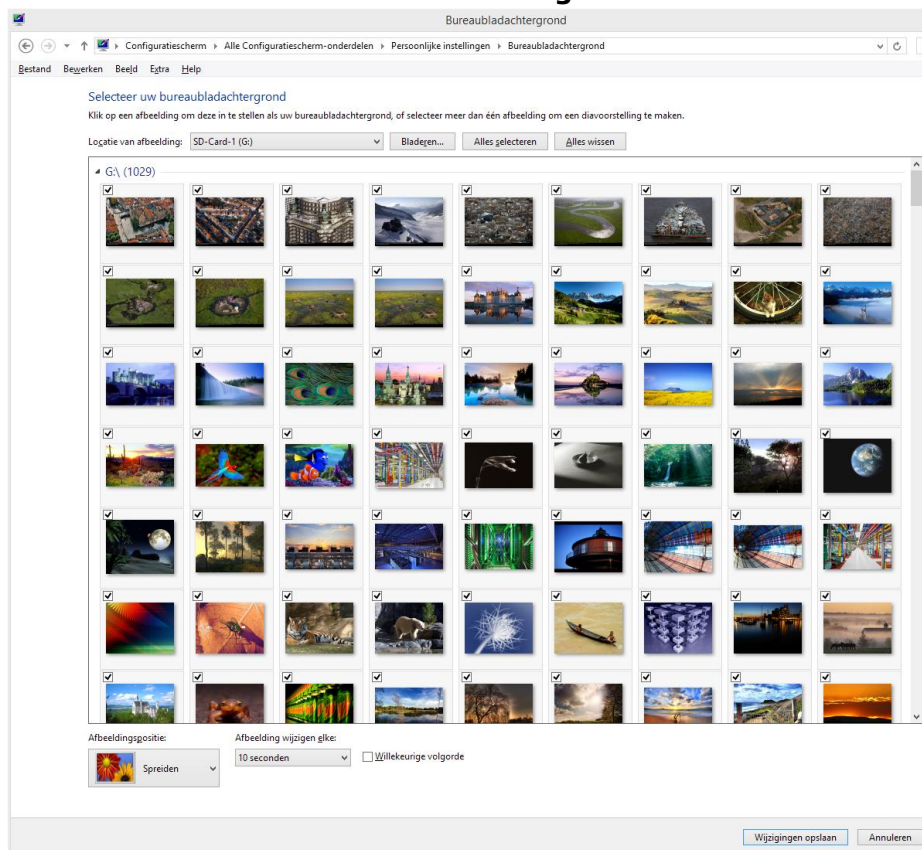 Bureaubladachtergrond
Configuratiescherm ▸ Alle Configuratiescherm-onderdelen ▸ Persoonlijke instellingen ▸ Bureaubladachtergrond
Bestand Bewerken Beeld Extra Help
Selecteer uw bureaubladachtergrond
Klik op een afbeelding om deze in te stellen als uw bureaubladachtergrond, of selecteer meer dan één afbeelding om een diavoorstelling te maken.
Locatie van afbeelding: SD-Card-1 (G:) Bladeren... Alles selecteren Alles wissen
G:\ (1029)
Afbeeldingspositie: Afbeelding wijzigen elke:
Spreiden 10 seconden Willekeurige volgorde
Wijzigingen opslaan Annuleren